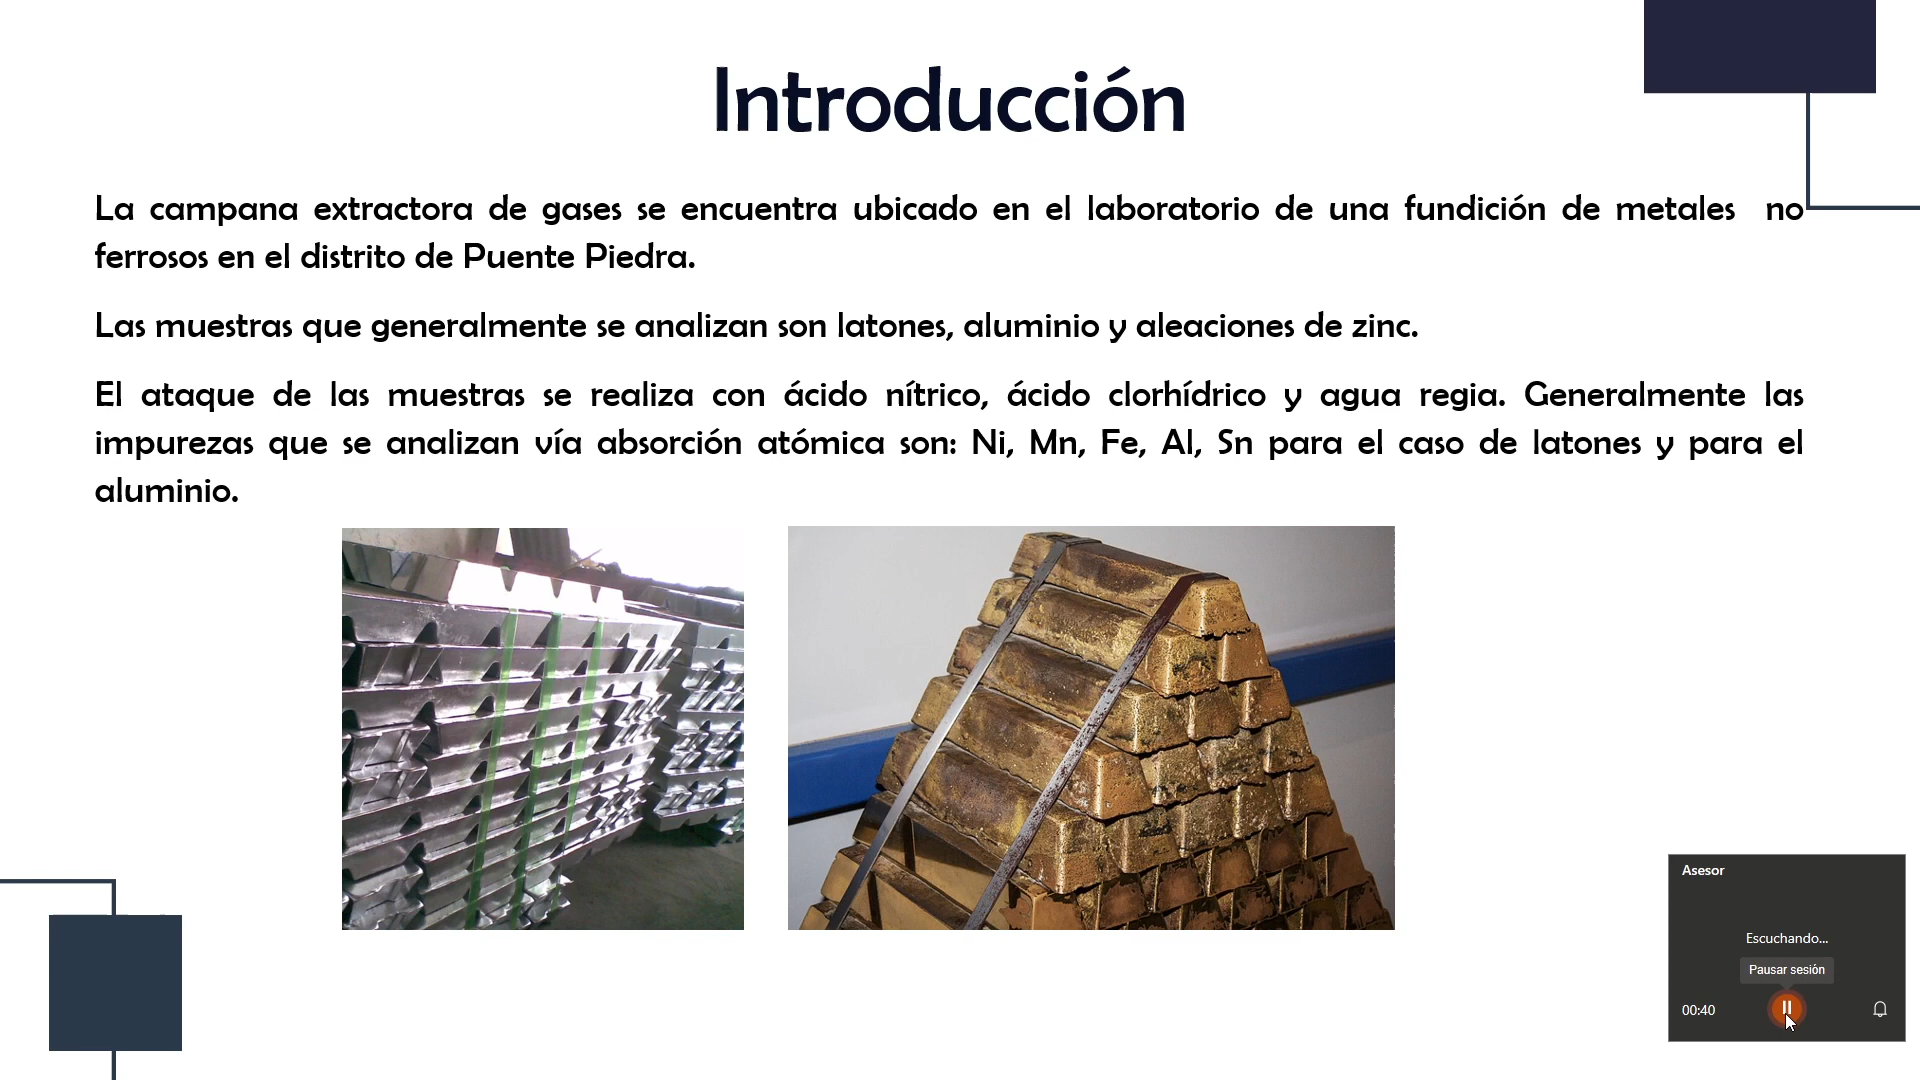 Introducción
La campana extractora de gases se encuentra ubicado en el laboratorio de una fundición de metales no
ferrosos en el distrito de Puente Piedra.
Las muestras que generalmente se analizan son latones, aluminio y aleaciones de zinc.
El ataque de las muestras se realiza con ácido nítrico, ácido clorhídrico y agua regia. Generalmente las
impurezas que se analizan vía absorción atómica son: Ni, Mn, Fe, Al, Sn para el caso de latones y para el
aluminio.
Asesor
Escuchando...
Pausar sesión
00:40